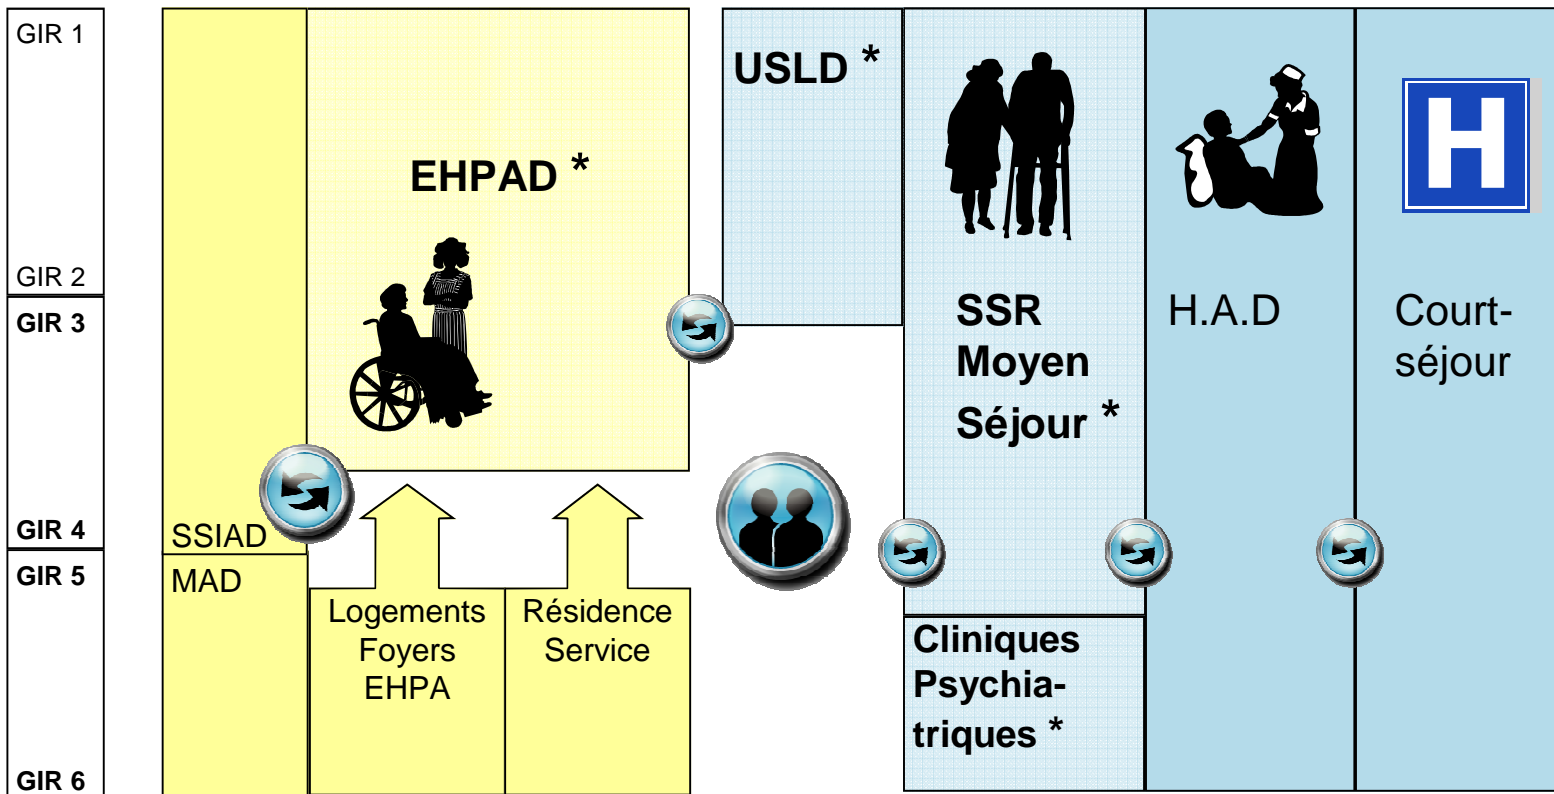 GIR 1
GIR 2
GIR 3
GIR 4
GIR 5
GIR 6
SSIAD
MAD
EHPAD *
Logements
Foyers
EHPA
Résidence
Service
USLD *
SSR
Moyen
Séjour *
Cliniques
Psychia-
triques *
H.A.D
H
Court-
séjour